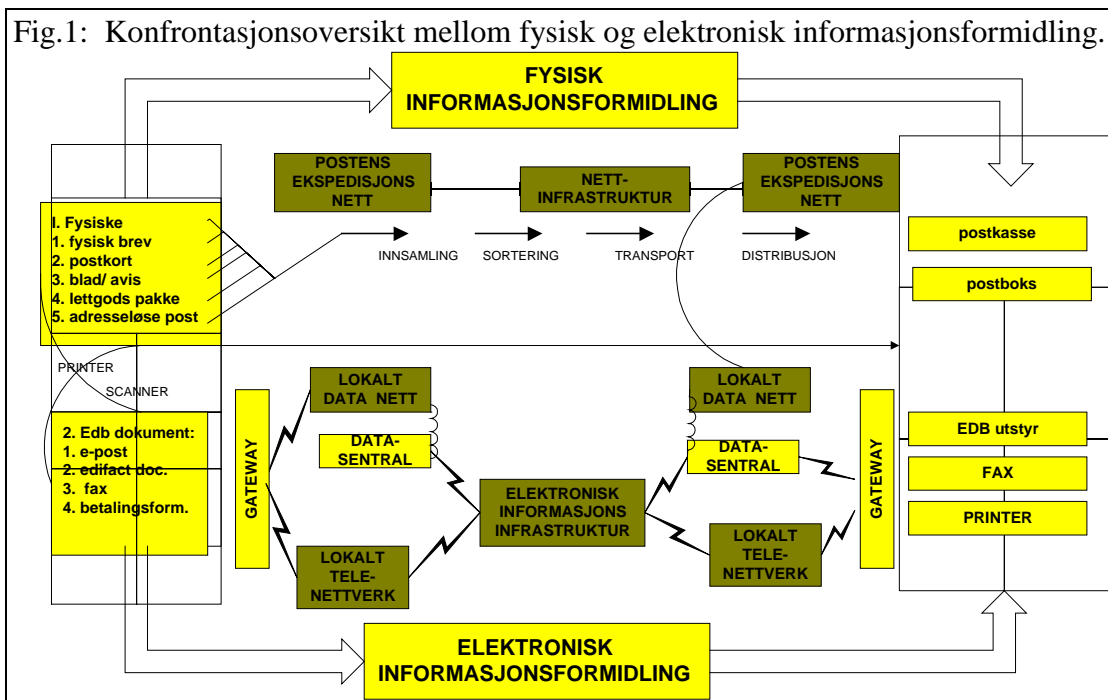 Fig.1: Konfrontasjonsoversikt mellom fysisk og elektronisk informasjonsformidling.
FYSISK
INFORMASJONSFORMIDLING
POSTENS
EKSPEDISJONS
NETT
NETT-
INFRASTRUKTUR
POSTENS
EKSPEDISJONS
NETT
INNSAMLING
SORTERING
TRANSPORT
DISTRIBUSJON
I. Fysiske
1. fysisk brev
2. postkort
3. blad/ avis
4. lettgods pakke
5. adresseløse post
postkasse
postboks
PRINTER
SCANNER
2. Edb dokument:
1. e-post
2. edifact doc.
3. fax
4. betalingsform.
GATEWAY
LOKALT
DATA NETT
DATA-
SENTRAL
LOKALT
TELE-
NETTVERK
ELEKTRONISK
INFORMASJONS
INFRASTRUKTUR
LOKALT
DATA NETT
DATA-
SENTRAL
LOKALT
TELE-
NETTVERK
GATEWAY
EDB utstyr
FAX
PRINTER
ELEKTRONISK
INFORMASJONSFORMIDLING